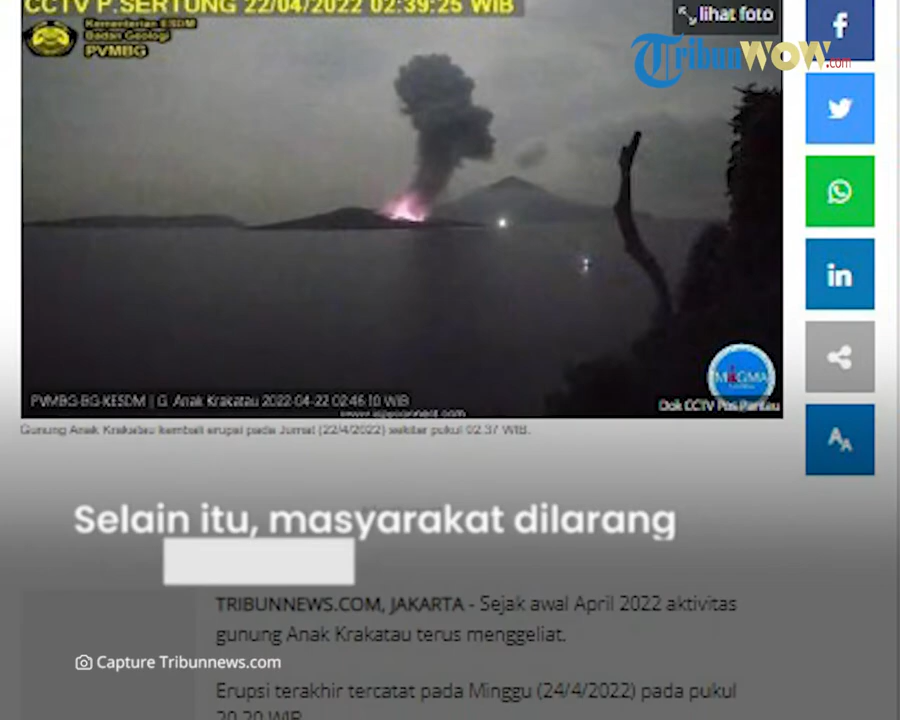 CCTV P.SERTUNG 22/04/2022 02:39:25 WIB
Kementerian ESDM
Badan Geologi
PVMBG
lihat foto
TribunWOW.com
MAGMA
PVMBG-BG-KESDM | G. Anak Krakatau 2022-04-22 02:46:10 WIB
Dok CCTV Pos Pantau
Gunung Anak Krakatau kembali erupsi pada Jumat (22/4/2022) sekitar pukul 02.37 WIB.
Selain itu, masyarakat dilarang
TRIBUNNEWS.COM, JAKARTA - Sejak awal April 2022 aktivitas
gunung Anak Krakatau terus menggeliat.
Capture Tribunnews.com
Erupsi terakhir tercatat pada Minggu (24/4/2022) pada pukul
20.20 WIB